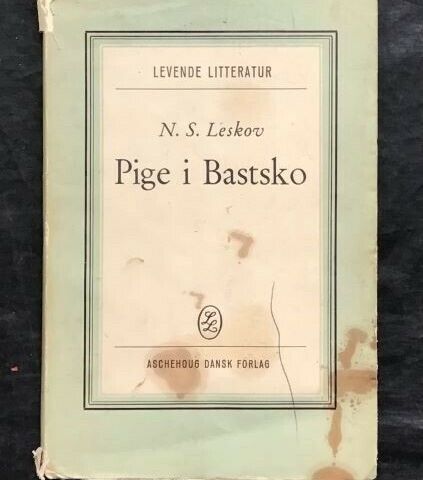 LEVENDE LITTERATUR
N. S. Leskov
Pige i Bastsko
LL
ASCHEHOUG DANSK FORLAG